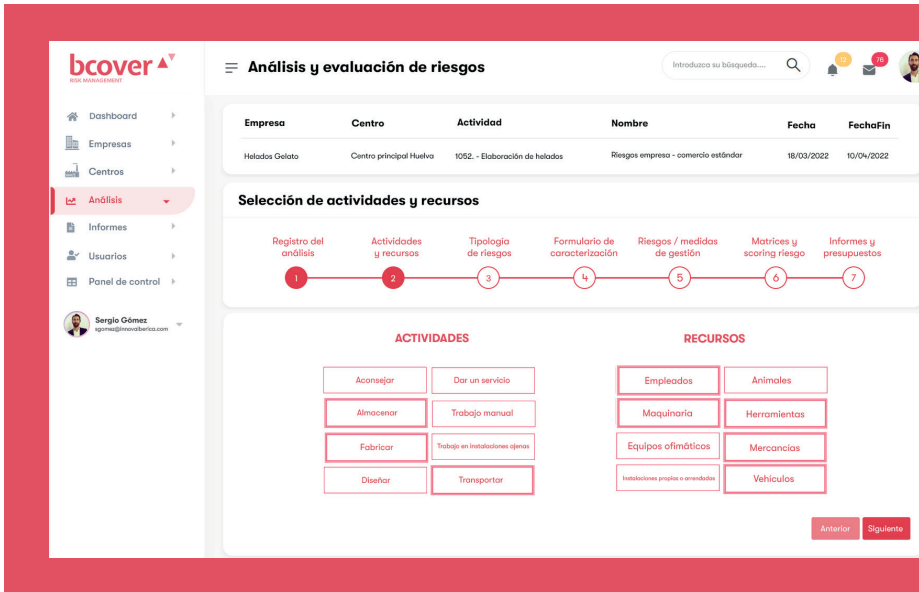 bcover
RISK MANAGEMENT
Análisis y evaluación de riesgos
Introduzca su búsqueda....
12
76
Dashboard
Empresas
Centros
Análisis
Informes
Usuarios
Panel de control
Sergio Gómez
sgomez@innovaiberica.com
Empresa Centro Actividad Nombre Fecha FechaFin
Helados Gelato Centro principal Huelva 1052. - Elaboración de helados Riesgos empresa - comercio estándar 18/03/2022 10/04/2022
Selección de actividades y recursos
Registro del Actividades Tipología Formulario de Riesgos / medidas Matrices y Informes y
análisis y recursos de riesgos caracterización de gestión scoring riesgo presupuestos
1 2 3 4 5 6 7
ACTIVIDADES
Aconsejar Dar un servicio
Almacenar Trabajo manual
Fabricar Trabajo en instalaciones ajenas
Diseñar Transportar
RECURSOS
Empleados Animales
Maquinaria Herramientas
Equipos ofimáticos Mercancías
Instalaciones propias o arrendadas Vehículos
Anterior Siguiente